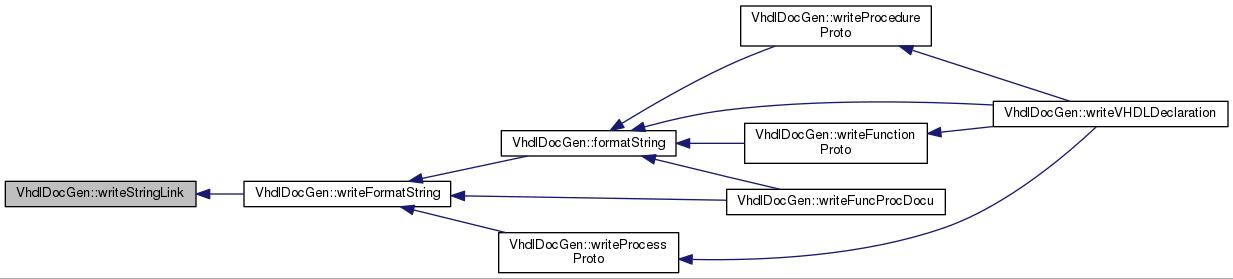 VhdlDocGen::writeProcedure
Proto
VhdlDocGen::writeVHDLDeclaration
VhdlDocGen::formatString
VhdlDocGen::writeFunction
Proto
VhdlDocGen::writeStringLink
VhdlDocGen::writeFormatString
VhdlDocGen::writeFuncProcDocu
VhdlDocGen::writeProcess
Proto